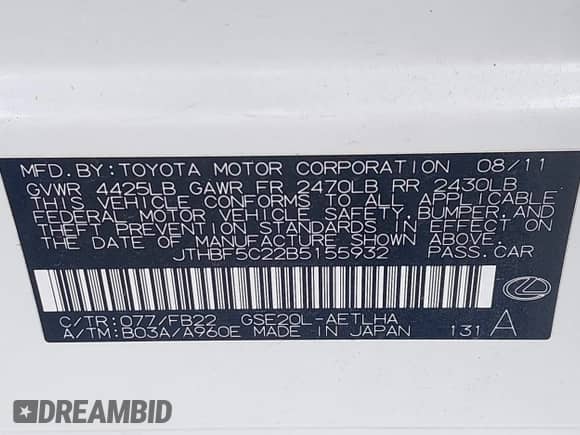 MFD. BY: TOYOTA MOTOR CORPORATION 08/11
GVWR 4425LB GAWR FR 2470LB RR 2430LB
THIS VEHICLE CONFORMS TO ALL APPLICABLE
FEDERAL MOTOR VEHICLE SAFETY, BUMPER, AND
THEFT PREVENTION STANDARDS IN EFFECT ON
THE DATE OF MANUFACTURE SHOWN ABOVE.
JTHBF5C22B5155932 PASS. CAR
C/TR: 077/FB22 GSE20L-AETLHA
A/TM: B03A/A960E MADE IN JAPAN 131 A
DREAMBID